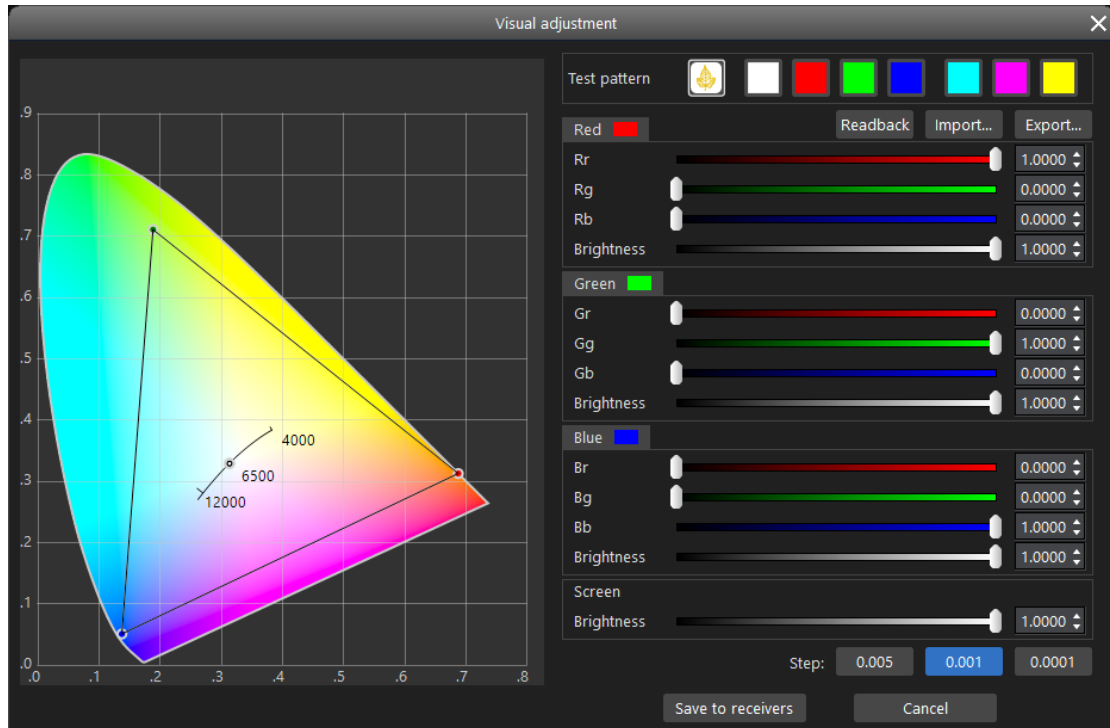 Visual adjustment
Test pattern
Readback Import... Export...
Red
Rr 1.0000
Rg 0.0000
Rb 0.0000
Brightness 1.0000
Green
Gr 0.0000
Gg 1.0000
Gb 0.0000
Brightness 1.0000
Blue
Br 0.0000
Bg 0.0000
Bb 1.0000
Brightness 1.0000
Screen
Brightness 1.0000
Step: 0.005 0.001 0.0001
Save to receivers Cancel
.9
.8
.7
.6
.5
.4
.3
.2
.1
.0
.0 .1 .2 .3 .4 .5 .6 .7 .8
4000
6500
12000